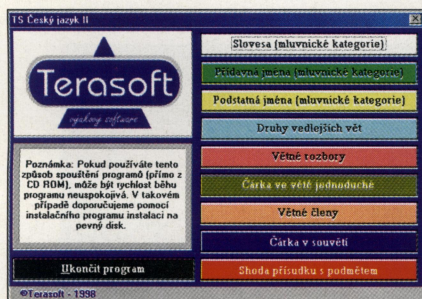 TS Český jazyk II
Terasoft
výukový software
Poznámka: Pokud používáte tento
způsob spouštění programů (přímo z
CD ROM), může být rychlost běhu
programu neuspokojivá. V takovém
případě doporučujeme pomocí
instalačního programu instalaci na
pevný disk.
Ukončit program
©Terasoft - 1998
Slovesa (mluvnické kategorie)
Přídavná jména (mluvnické kategorie)
Podstatná jména (mluvnické kategorie)
Druhy vedlejších vět
Větné rozbory
Čárka ve větě jednoduché
Větné členy
Čárka v souvětí
Shoda přísudku s podmětem